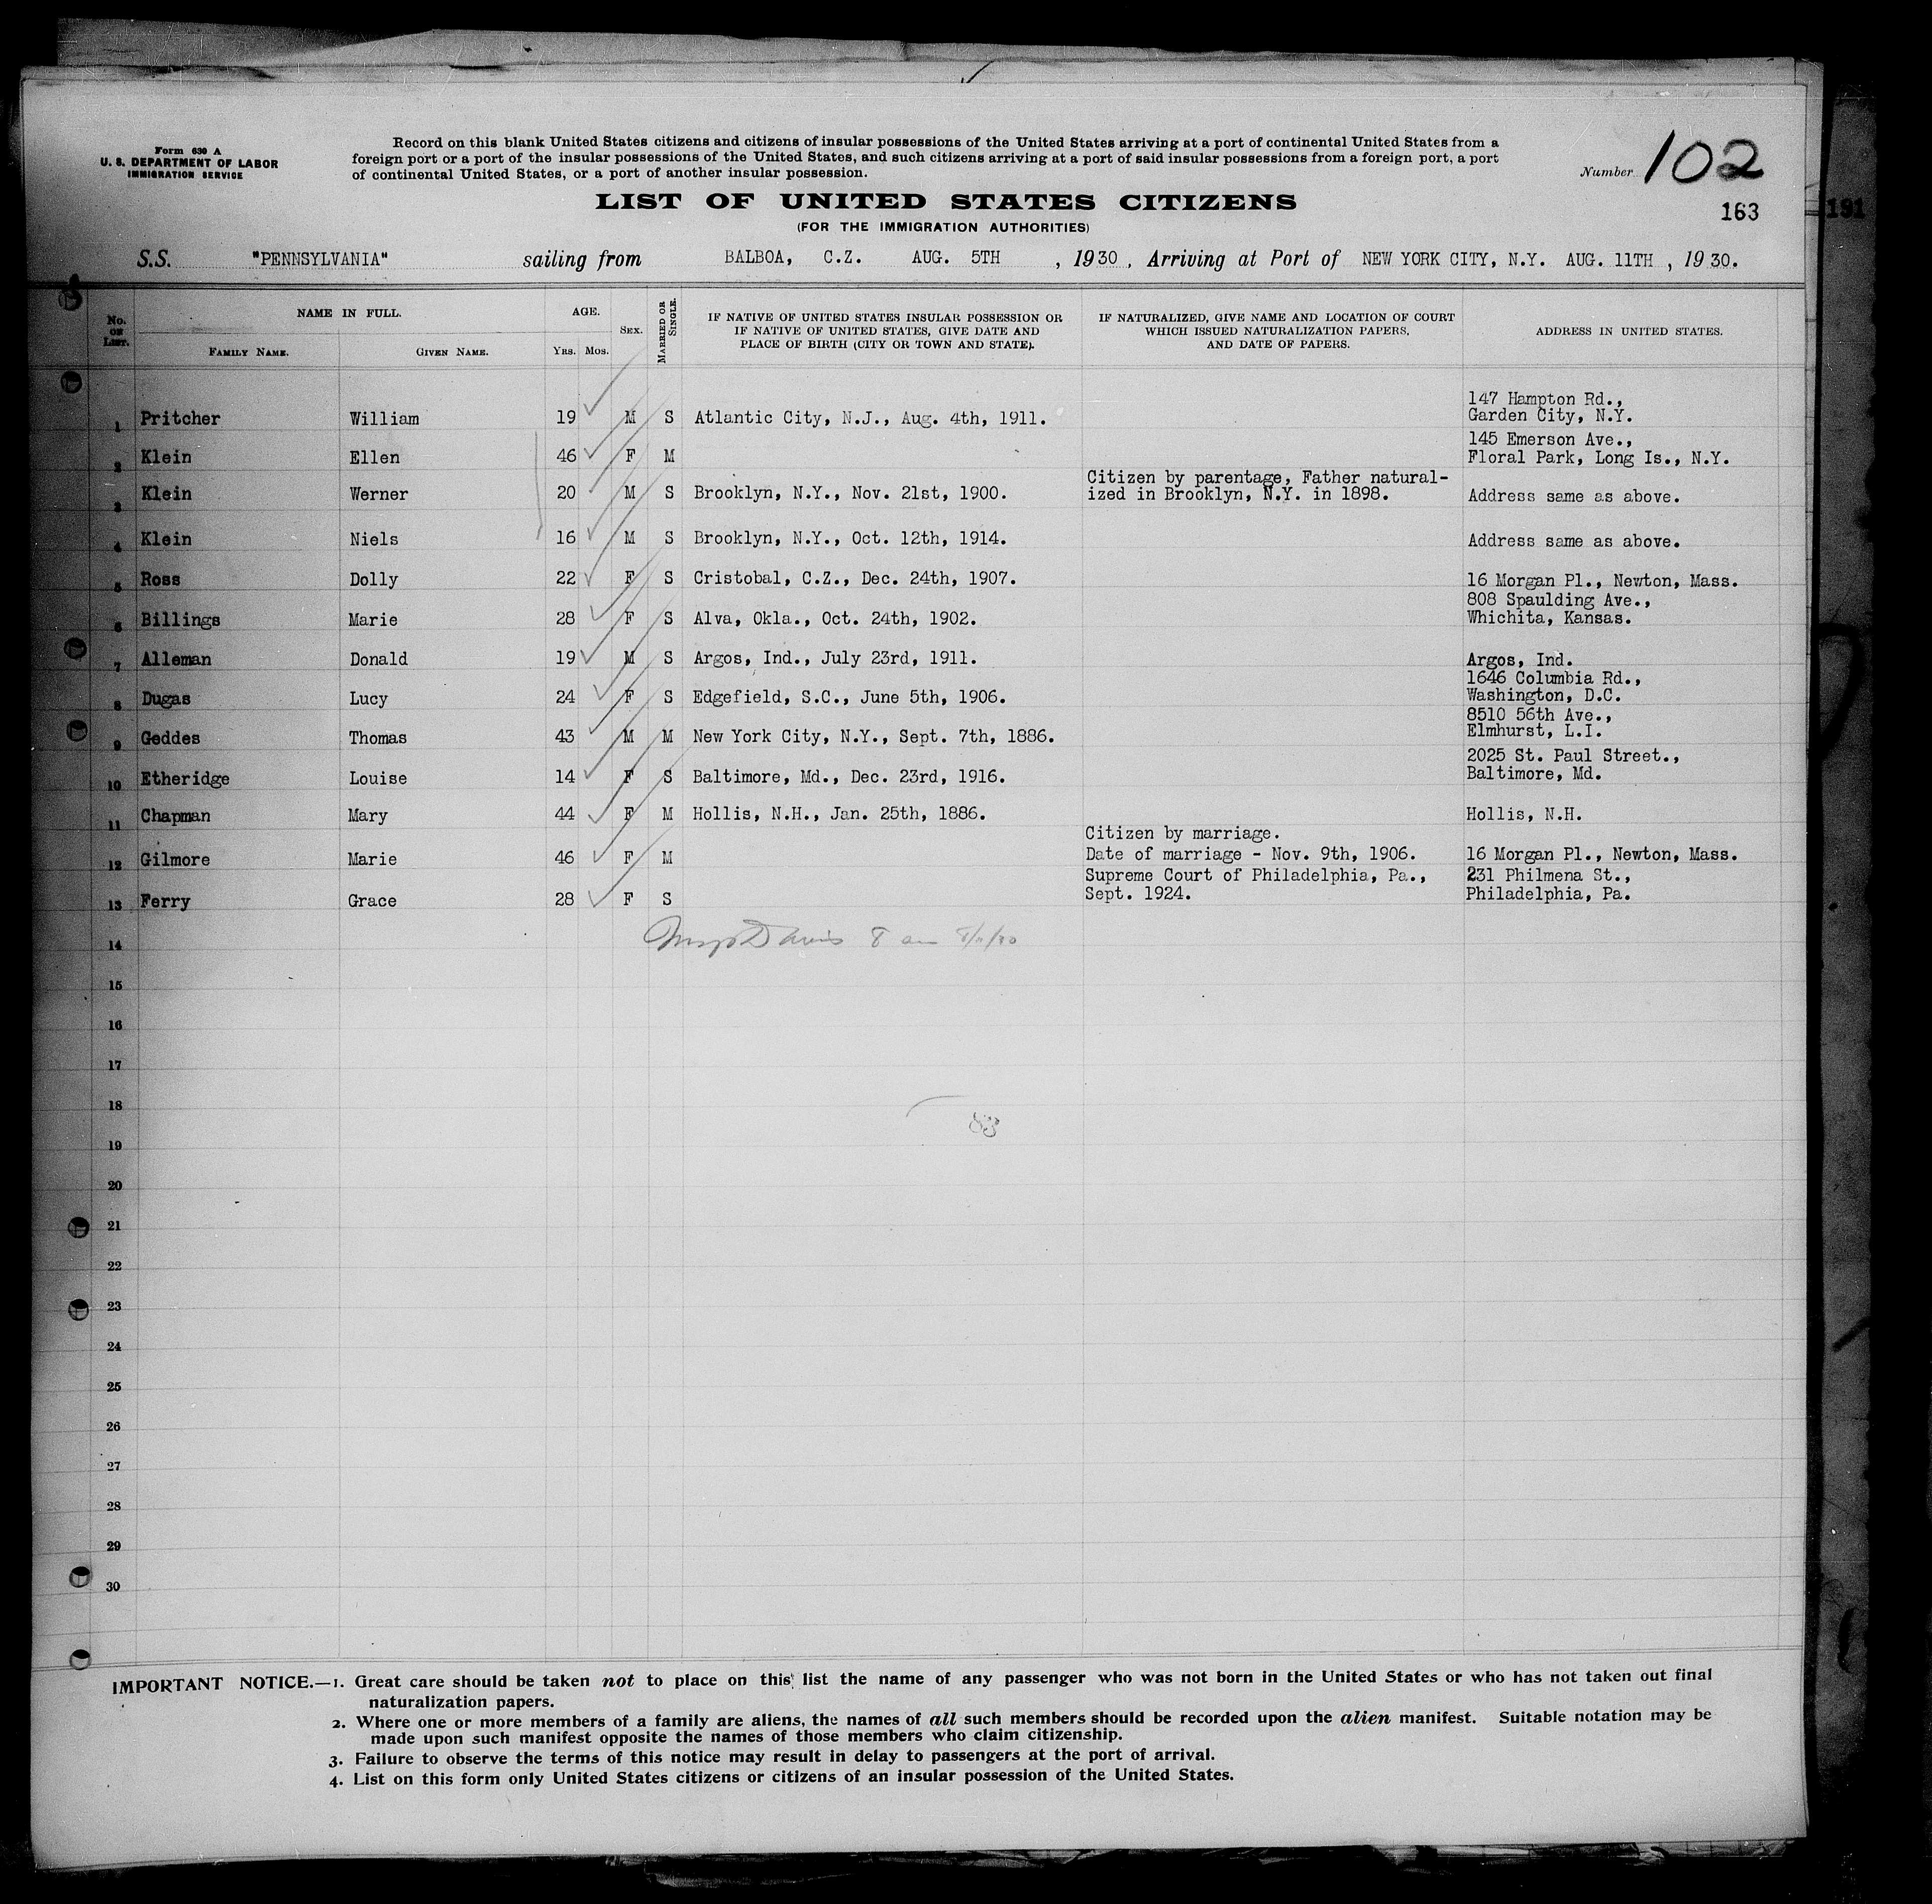 Form 630 A
U. S. DEPARTMENT OF LABOR
IMMIGRATION SERVICE
Record on this blank United States citizens and citizens of insular possessions of the United States arriving at a port of continental United States from a
foreign port or a port of the insular possessions of the United States, and such citizens arriving at a port of said insular possessions from a foreign port, a port
of continental United States, or a port of another insular possession.
Number 102
LIST OF UNITED STATES CITIZENS
163
191
(FOR THE IMMIGRATION AUTHORITIES)
S.S. "PENNSYLVANIA" sailing from BALBOA, C.Z. AUG. 5TH , 1930 , Arriving at Port of NEW YORK CITY, N.Y. AUG. 11TH , 1930.
No. ON LIST. NAME IN FULL. FAMILY NAME. GIVEN NAME. AGE. YRS. MOS. SEX. MARRIED OR SINGLE.
IF NATIVE OF UNITED STATES INSULAR POSSESSION OR
IF NATIVE OF UNITED STATES, GIVE DATE AND
PLACE OF BIRTH (CITY OR TOWN AND STATE).
IF NATURALIZED, GIVE NAME AND LOCATION OF COURT
WHICH ISSUED NATURALIZATION PAPERS,
AND DATE OF PAPERS.
ADDRESS IN UNITED STATES.
147 Hampton Rd.,
1 Pritcher William 19 M S Atlantic City, N.J., Aug. 4th, 1911. Garden City, N.Y.
145 Emerson Ave.,
2 Klein Ellen 46 F M Floral Park, Long Is., N.Y.
Citizen by parentage, Father natural-
3 Klein Werner 20 M S Brooklyn, N.Y., Nov. 21st, 1900. ized in Brooklyn, N.Y. in 1898. Address same as above.
4 Klein Niels 16 M S Brooklyn, N.Y., Oct. 12th, 1914. Address same as above.
5 Ross Dolly 22 F S Cristobal, C.Z., Dec. 24th, 1907. 16 Morgan Pl., Newton, Mass.
808 Spaulding Ave.,
6 Billings Marie 28 F S Alva, Okla., Oct. 24th, 1902. Whichita, Kansas.
7 Alleman Donald 19 M S Argos, Ind., July 23rd, 1911. Argos, Ind.
1646 Columbia Rd.,
8 Dugas Lucy 24 F S Edgefield, S.C., June 5th, 1906. Washington, D.C.
8510 56th Ave.,
9 Geddes Thomas 43 M M New York City, N.Y., Sept. 7th, 1886. Elmhurst, L.I.
2025 St. Paul Street.,
10 Etheridge Louise 14 F S Baltimore, Md., Dec. 23rd, 1916. Baltimore, Md.
11 Chapman Mary 44 F M Hollis, N.H., Jan. 25th, 1886. Hollis, N.H.
Citizen by marriage.
12 Gilmore Marie 46 F M Date of marriage - Nov. 9th, 1906. 16 Morgan Pl., Newton, Mass.
Supreme Court of Philadelphia, Pa., 231 Philmena St.,
13 Ferry Grace 28 F S Sept. 1924. Philadelphia, Pa.
14 Davis 8 am 8/11/30
15
16
17
18
83
19
20
21
22
23
24
25
26
27
28
29
30
IMPORTANT NOTICE.—1. Great care should be taken not to place on this list the name of any passenger who was not born in the United States or who has not taken out final
naturalization papers.
2. Where one or more members of a family are aliens, the names of all such members should be recorded upon the alien manifest. Suitable notation may be
made upon such manifest opposite the names of those members who claim citizenship.
3. Failure to observe the terms of this notice may result in delay to passengers at the port of arrival.
4. List on this form only United States citizens or citizens of an insular possession of the United States.